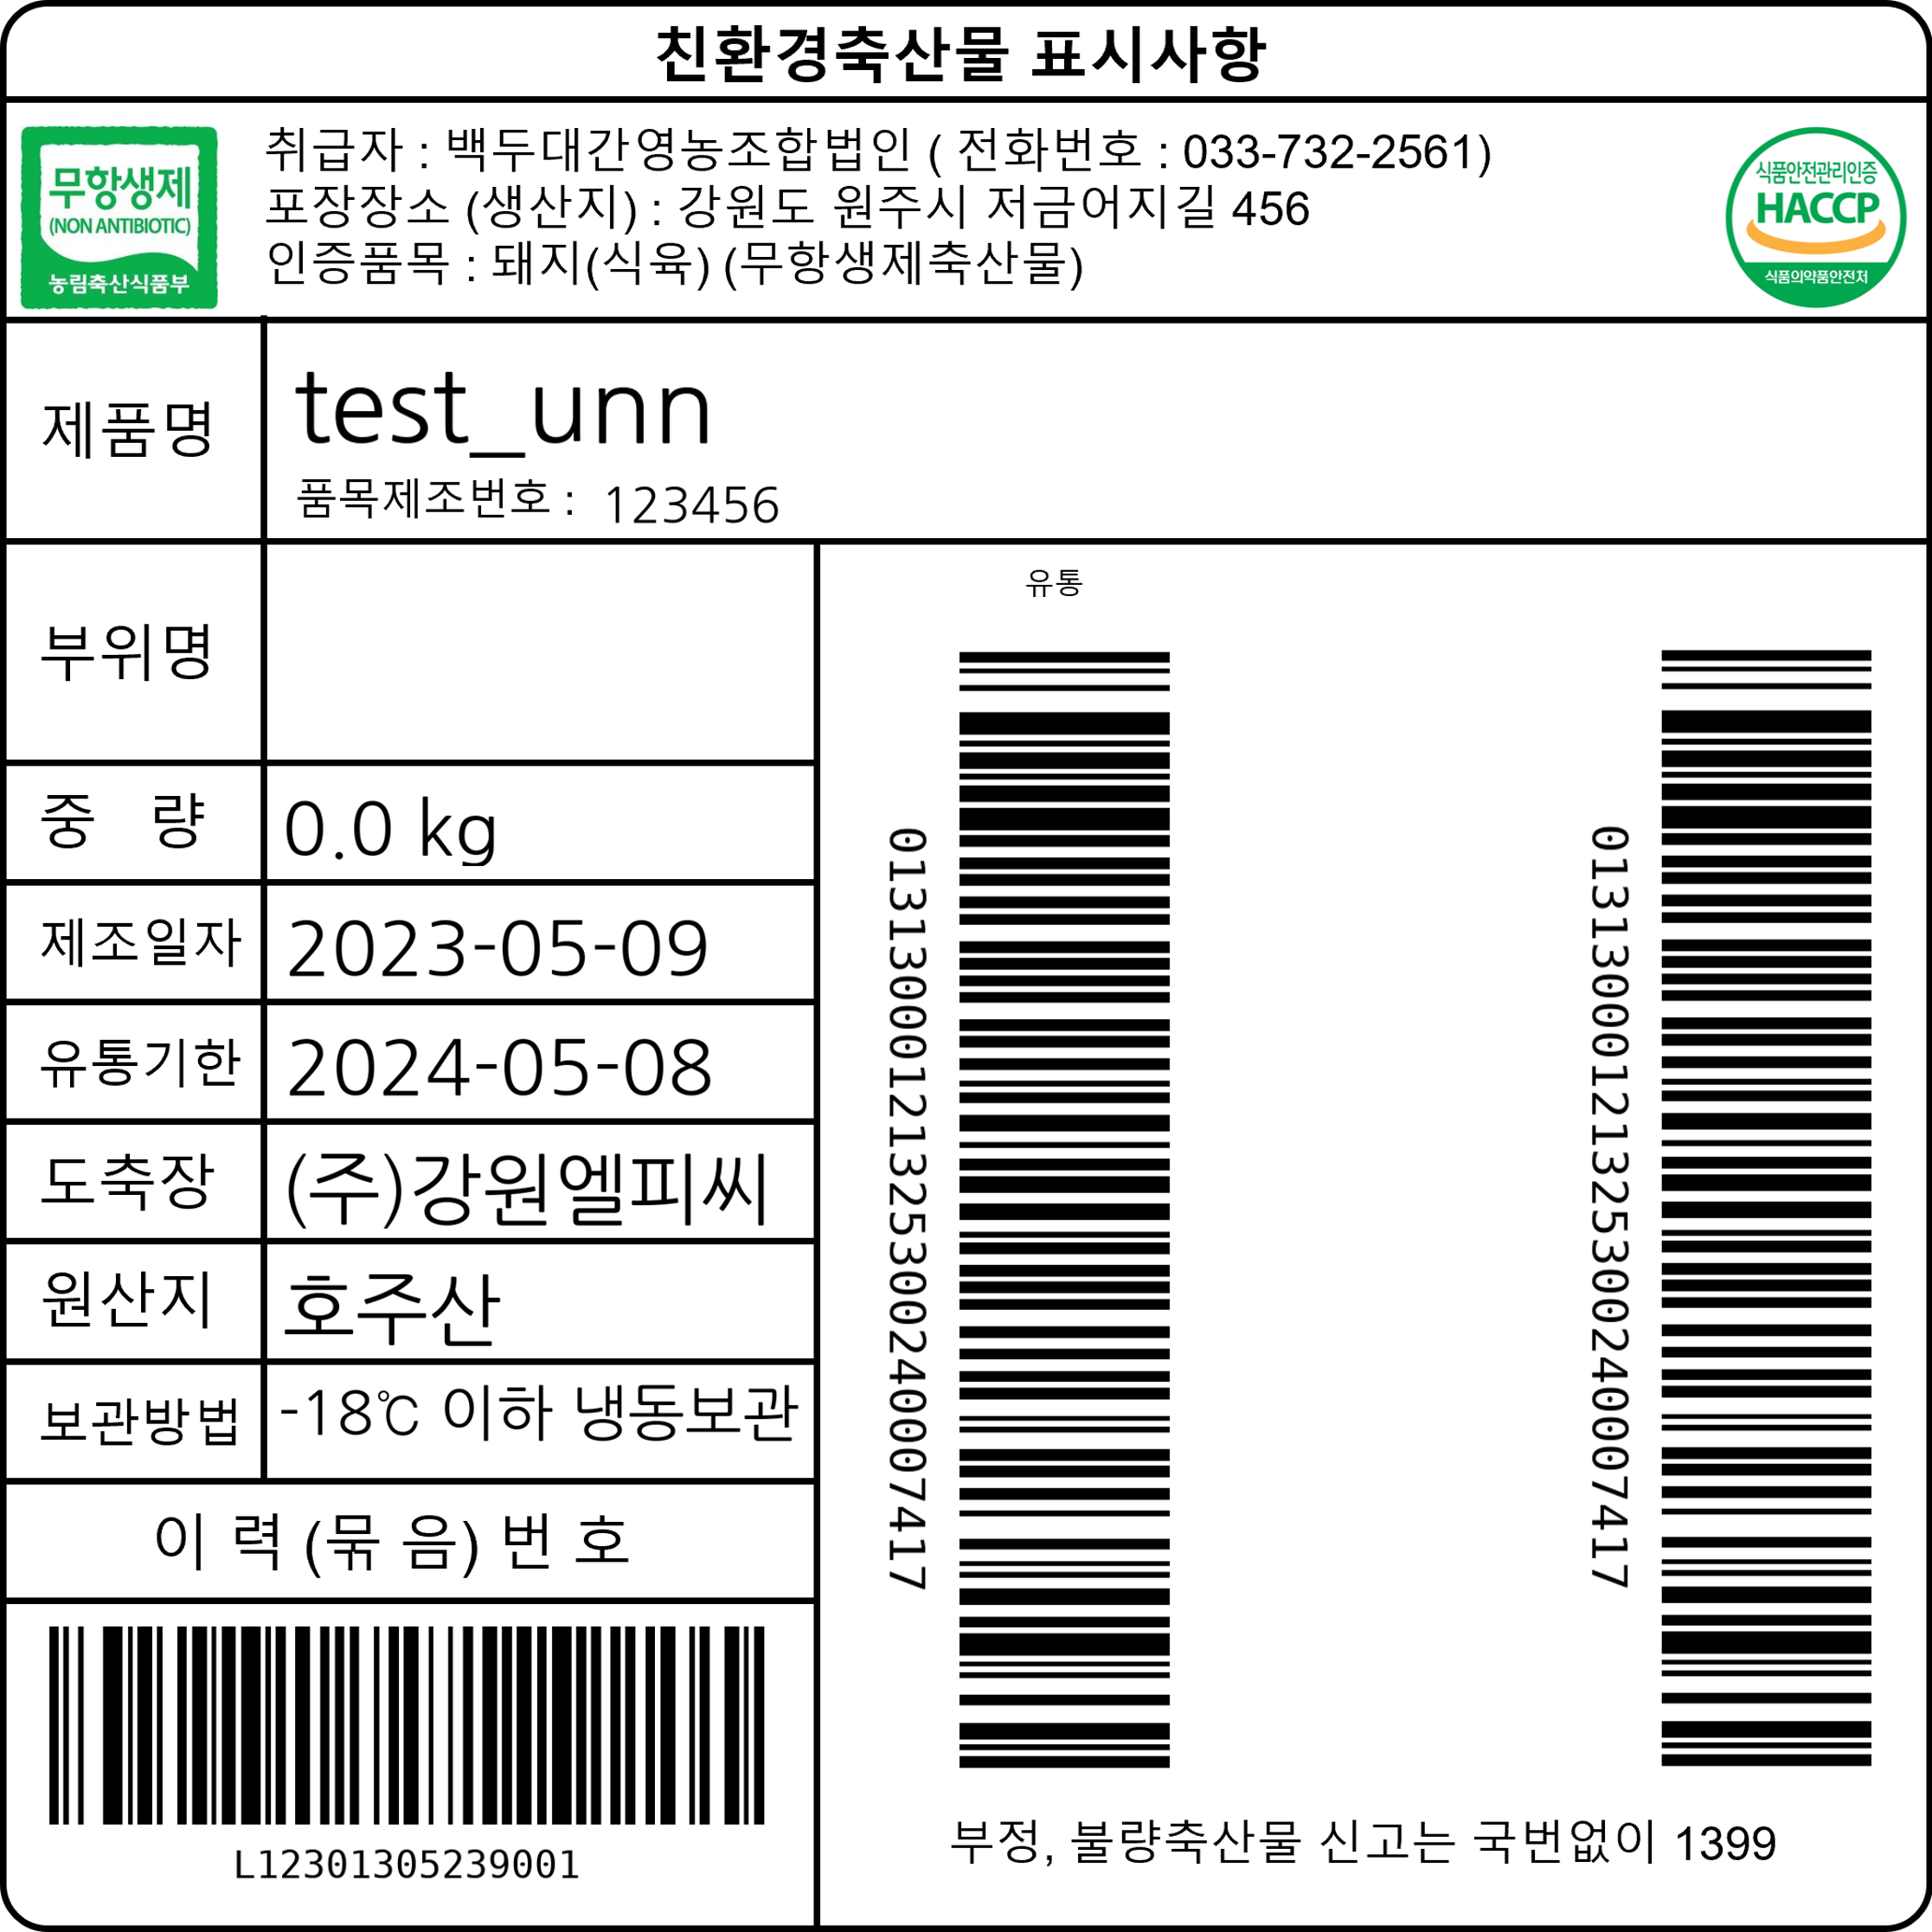 친환경축산물 표시사항
무항생제
(NON ANTIBIOTIC)
농림축산식품부
취급자 : 백두대간영농조합법인 ( 전화번호 : 033-732-2561)
포장장소 (생산지) : 강원도 원주시 저금어지길 456
인증품목 : 돼지(식육) (무항생제축산물)
식품안전관리인증
HACCP
식품의약품안전처
제품명
test_unn
품목제조번호 : 123456
부위명
중 량
0.0 kg
제조일자
2023-05-09
유통기한
2024-05-08
도축장
(주)강원엘피씨
원산지
호주산
보관방법
-18℃ 이하 냉동보관
이 력 (묶 음) 번 호
L12301305239001
유통
01313000121325300240007417
01313000121325300240007417
부정, 불량축산물 신고는 국번없이 1399